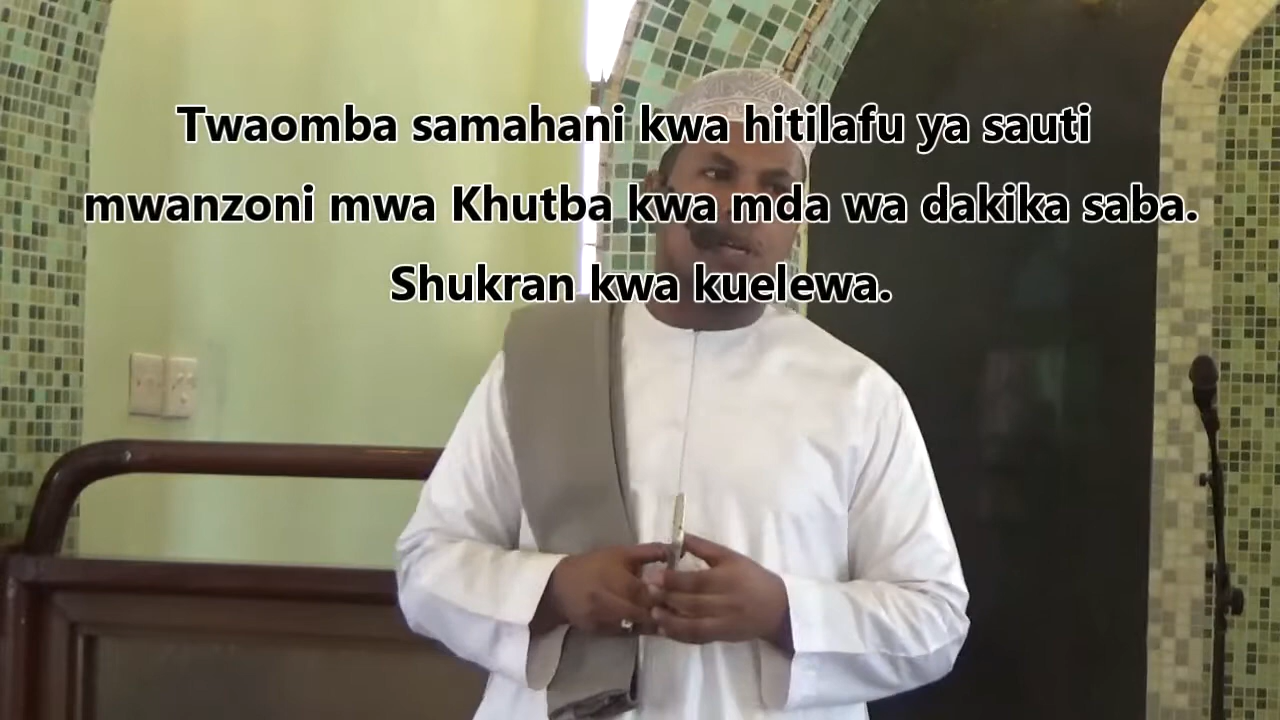 Twaomba samahani kwa hitilafu ya sauti
mwanzoni mwa Khutba kwa mda wa dakika saba.
Shukran kwa kuelewa.